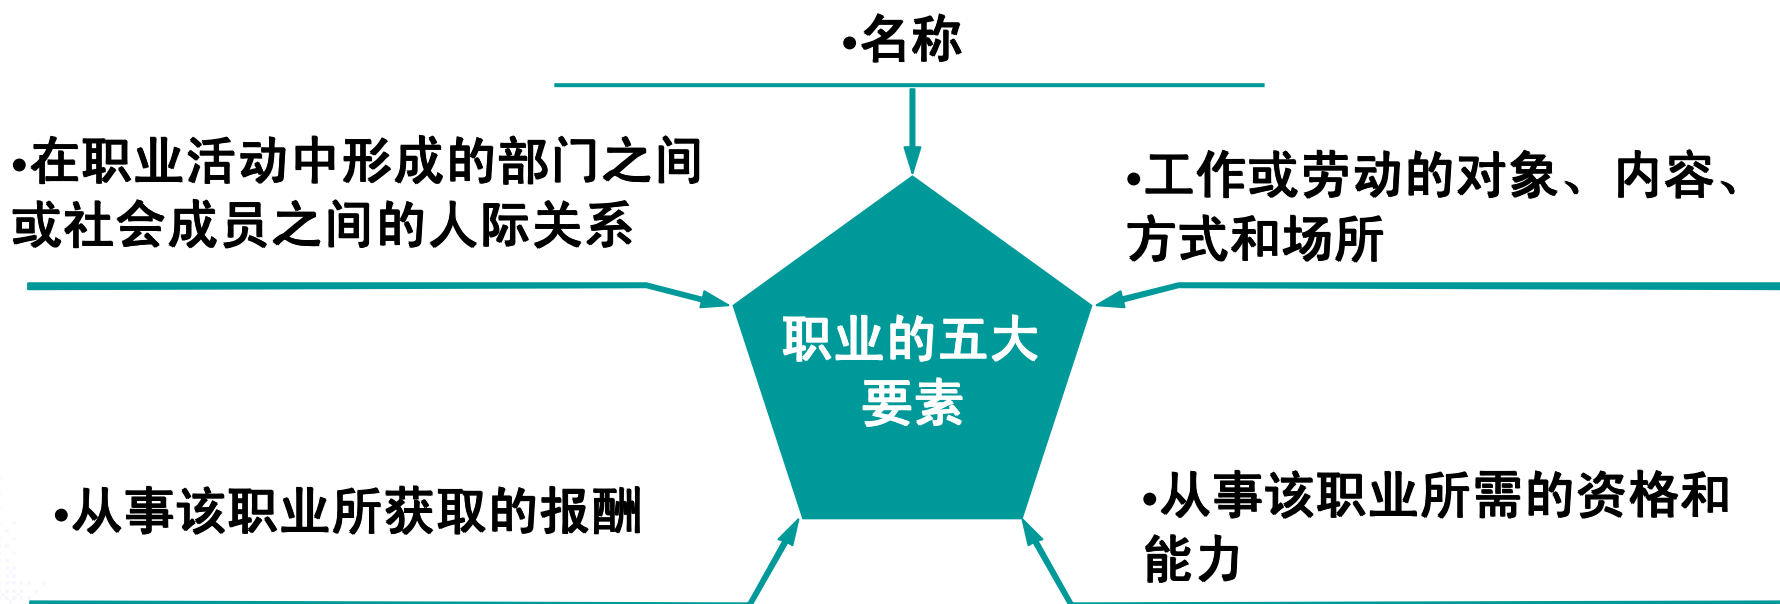 •名称
•在职业活动中形成的部门之间
或社会成员之间的人际关系
•工作或劳动的对象、内容、
方式和场所
职业的五大
要素
•从事该职业所获取的报酬
•从事该职业所需的资格和
能力